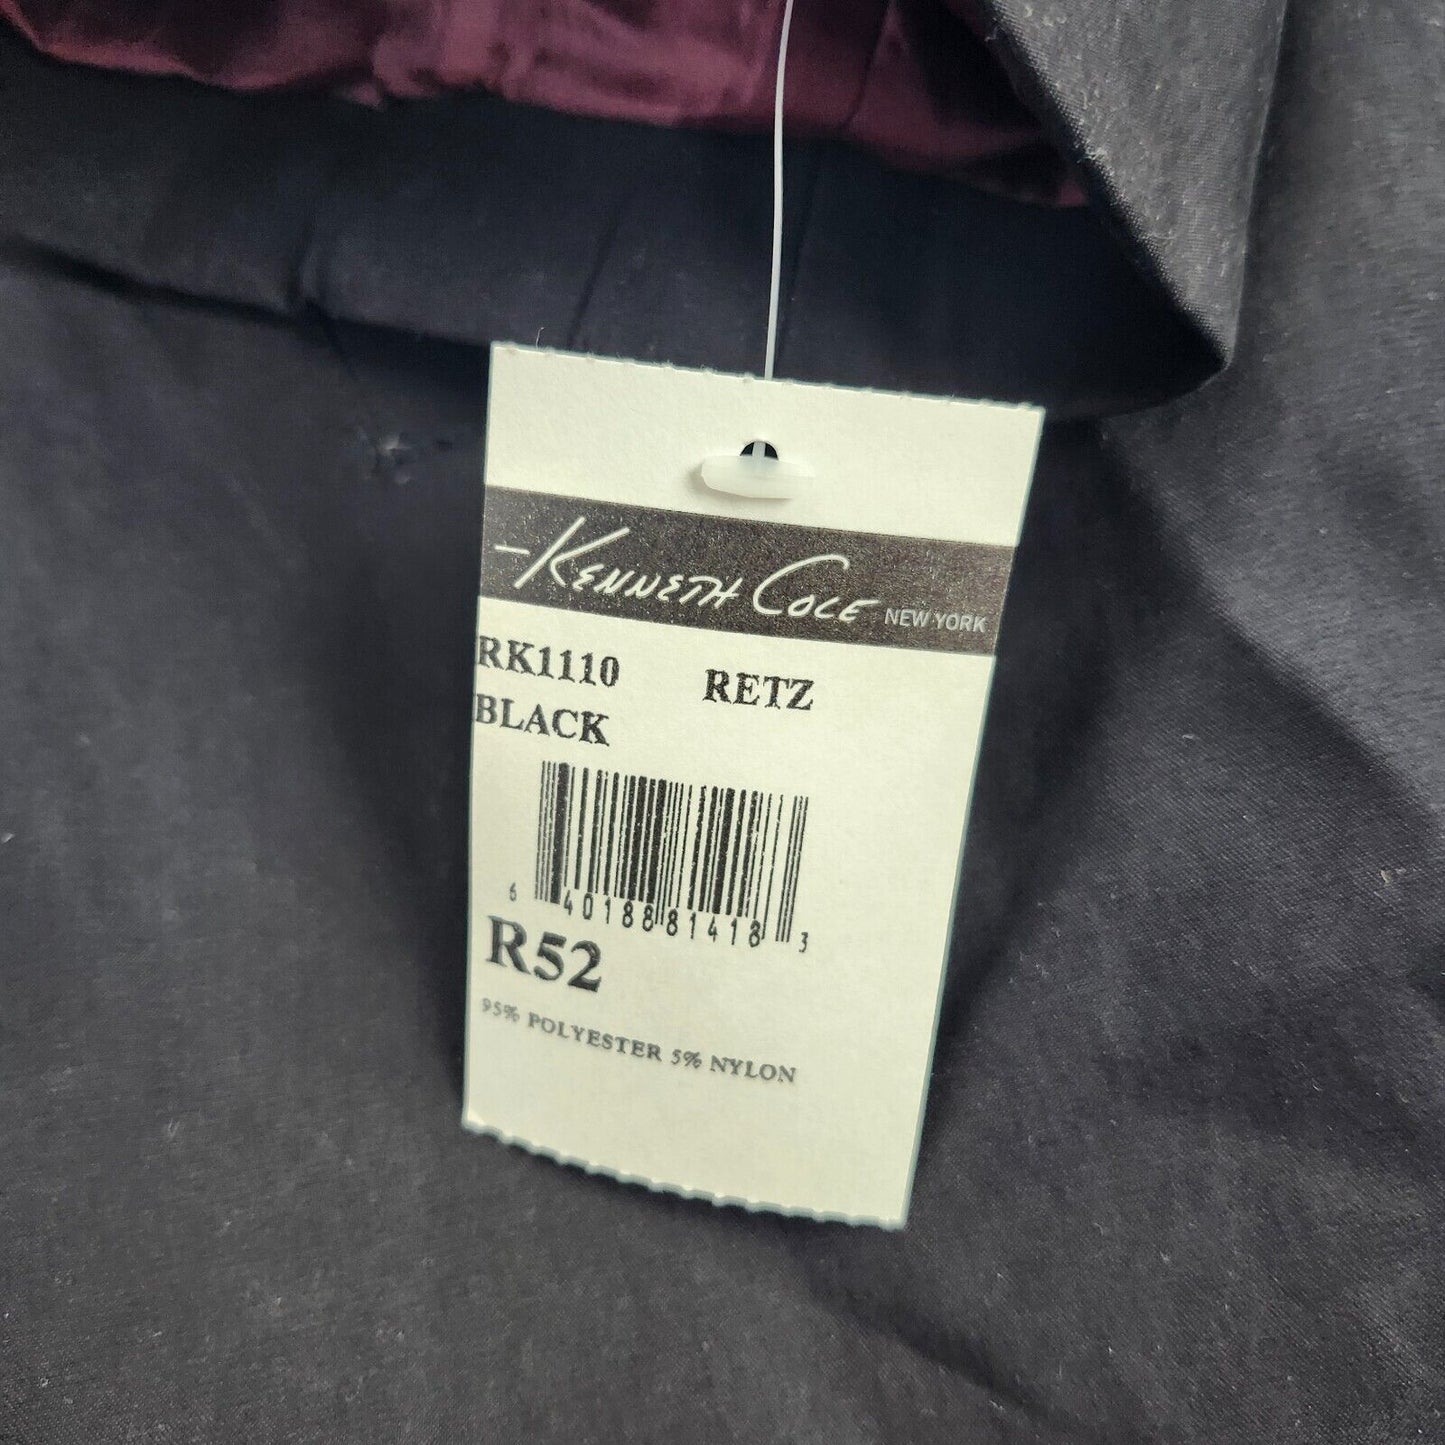 KENNETH COLE NEW YORK
RK1110 RETZ
BLACK
6 40188 81418 3
R52
95% POLYESTER 5% NYLON